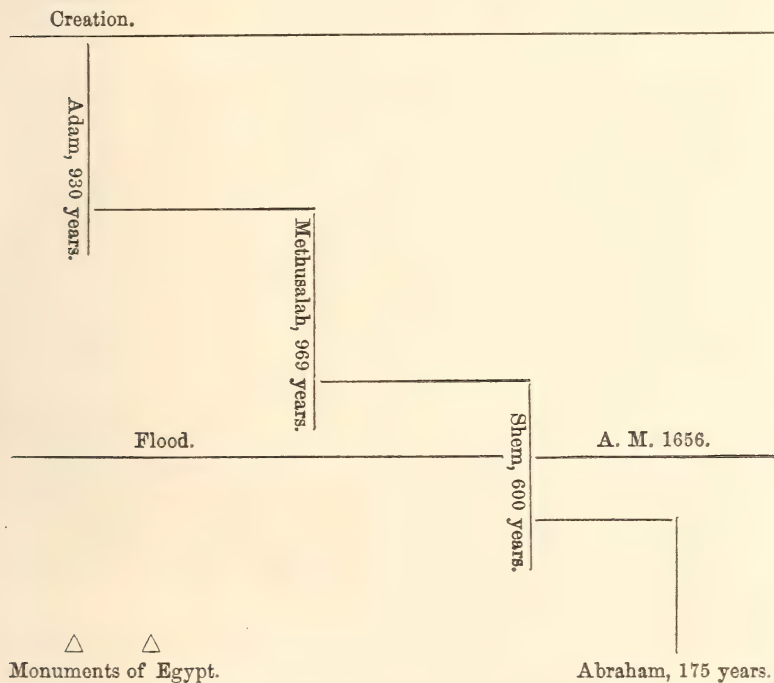 Creation.
Adam, 930 years.
Methusalah, 969 years.
Flood.
A. M. 1656.
Shem, 600 years.
Monuments of Egypt.
Abraham, 175 years.